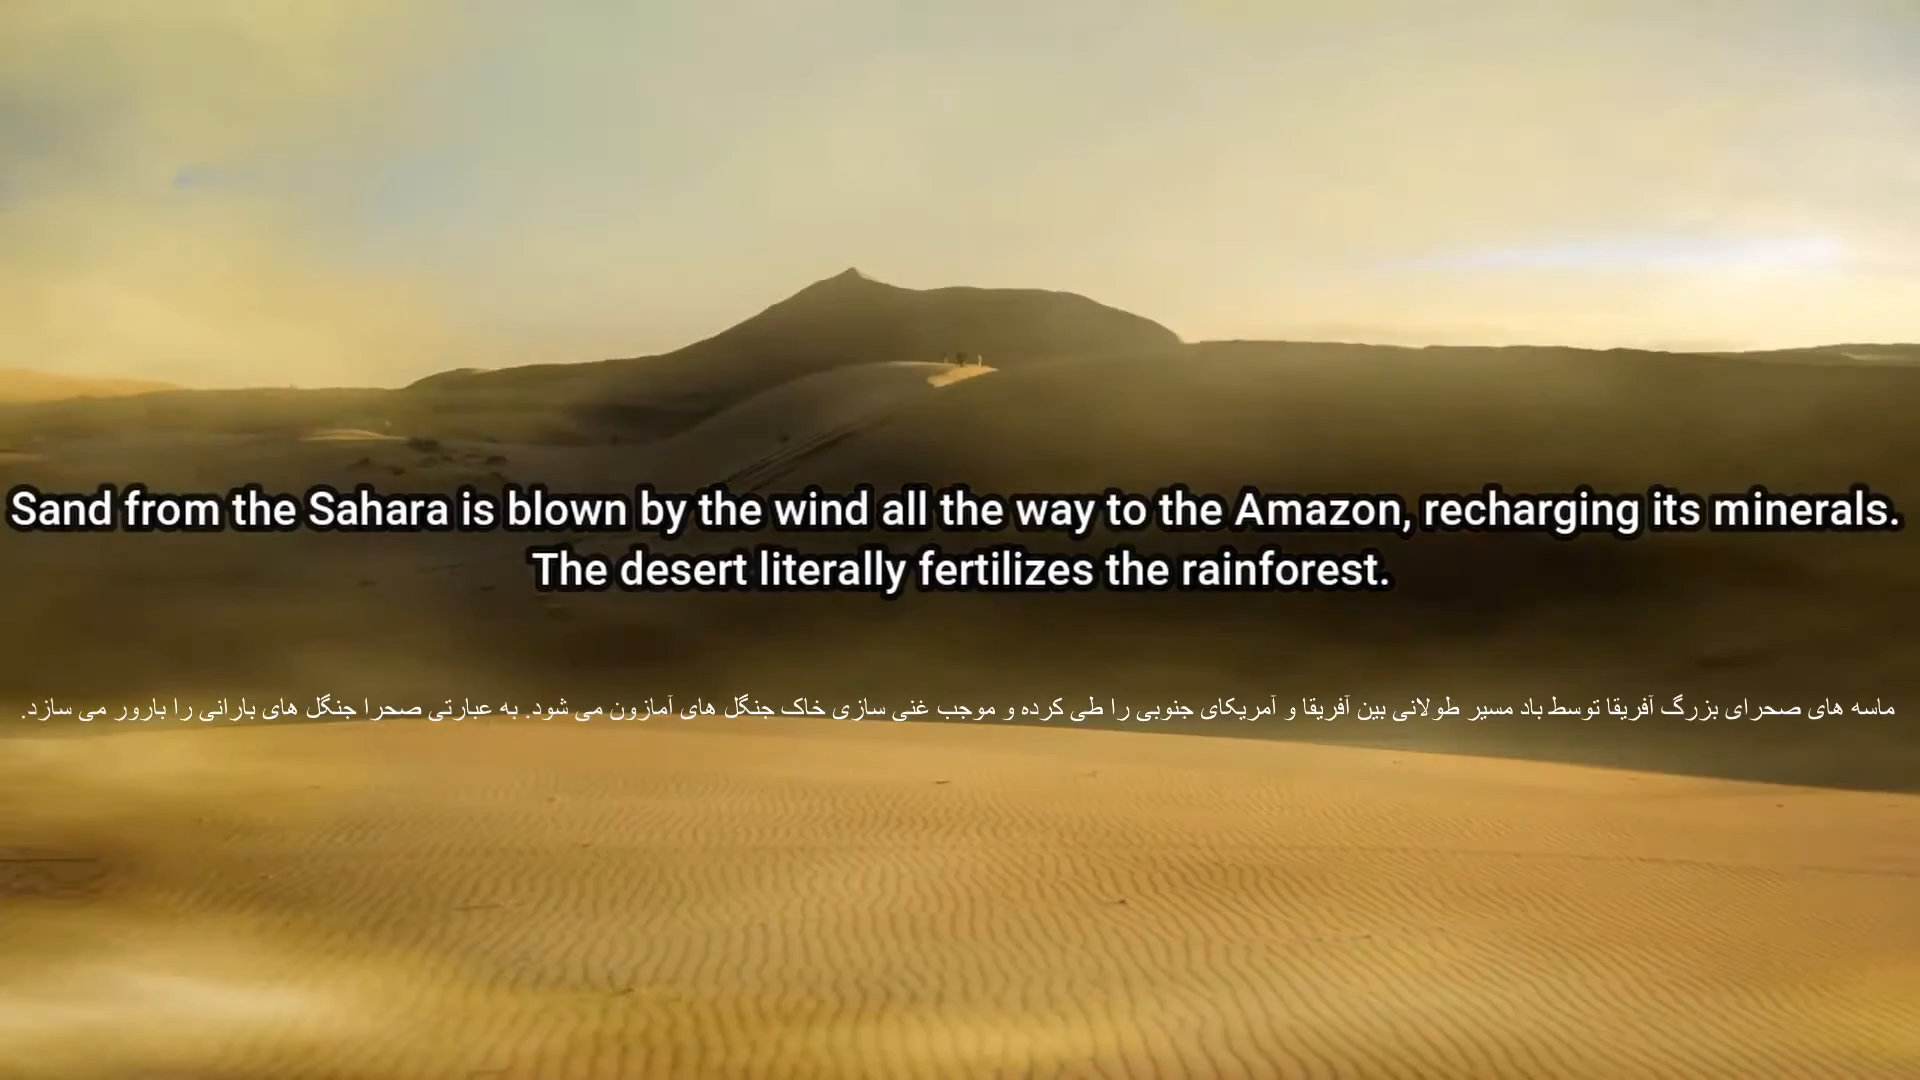 Sand from the Sahara is blown by the wind all the way to the Amazon, recharging its minerals.
The desert literally fertilizes the rainforest.
ماسه های صحرای بزرگ آفریقا توسط باد مسیر طولانی بین آفریقا و آمریکای جنوبی را طی کرده و موجب غنی سازی خاک جنگل های آمازون می شود. به عبارتی صحرا جنگل های بارانی را بارور می سازد.